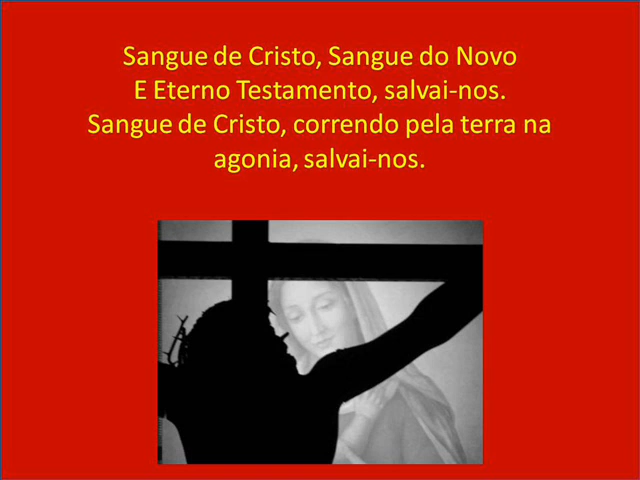 Sangue de Cristo, Sangue do Novo
E Eterno Testamento, salvai-nos.
Sangue de Cristo, correndo pela terra na
agonia, salvai-nos.